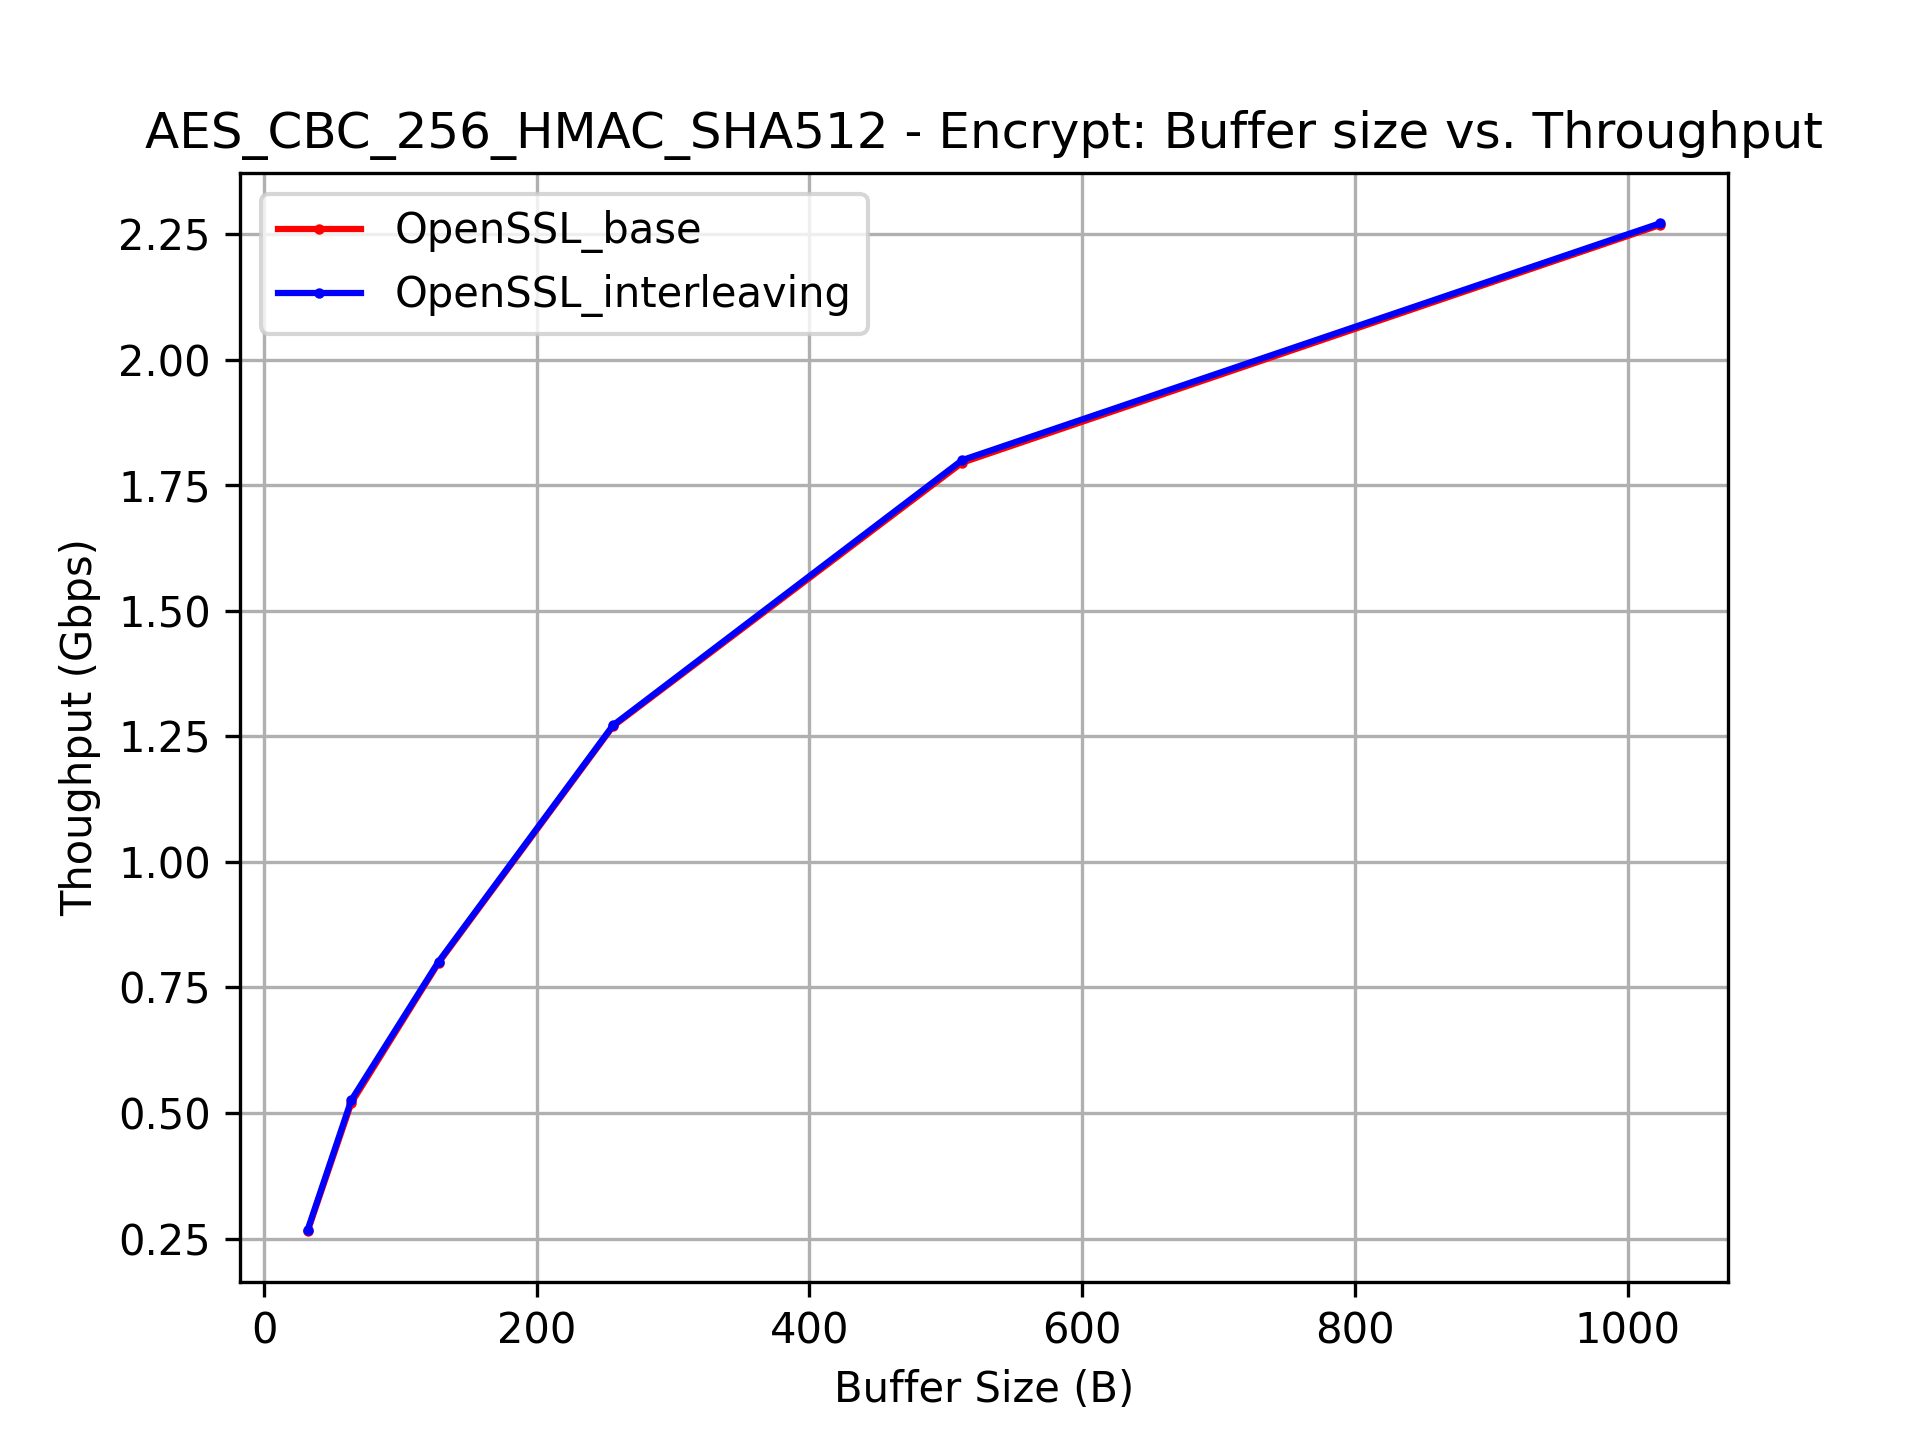 AES_CBC_256_HMAC_SHA512 - Encrypt: Buffer size vs. Throughput
OpenSSL_base
OpenSSL_interleaving
Thoughput (Gbps)
2.25
2.00
1.75
1.50
1.25
1.00
0.75
0.50
0.25
0 200 400 600 800 1000
Buffer Size (B)